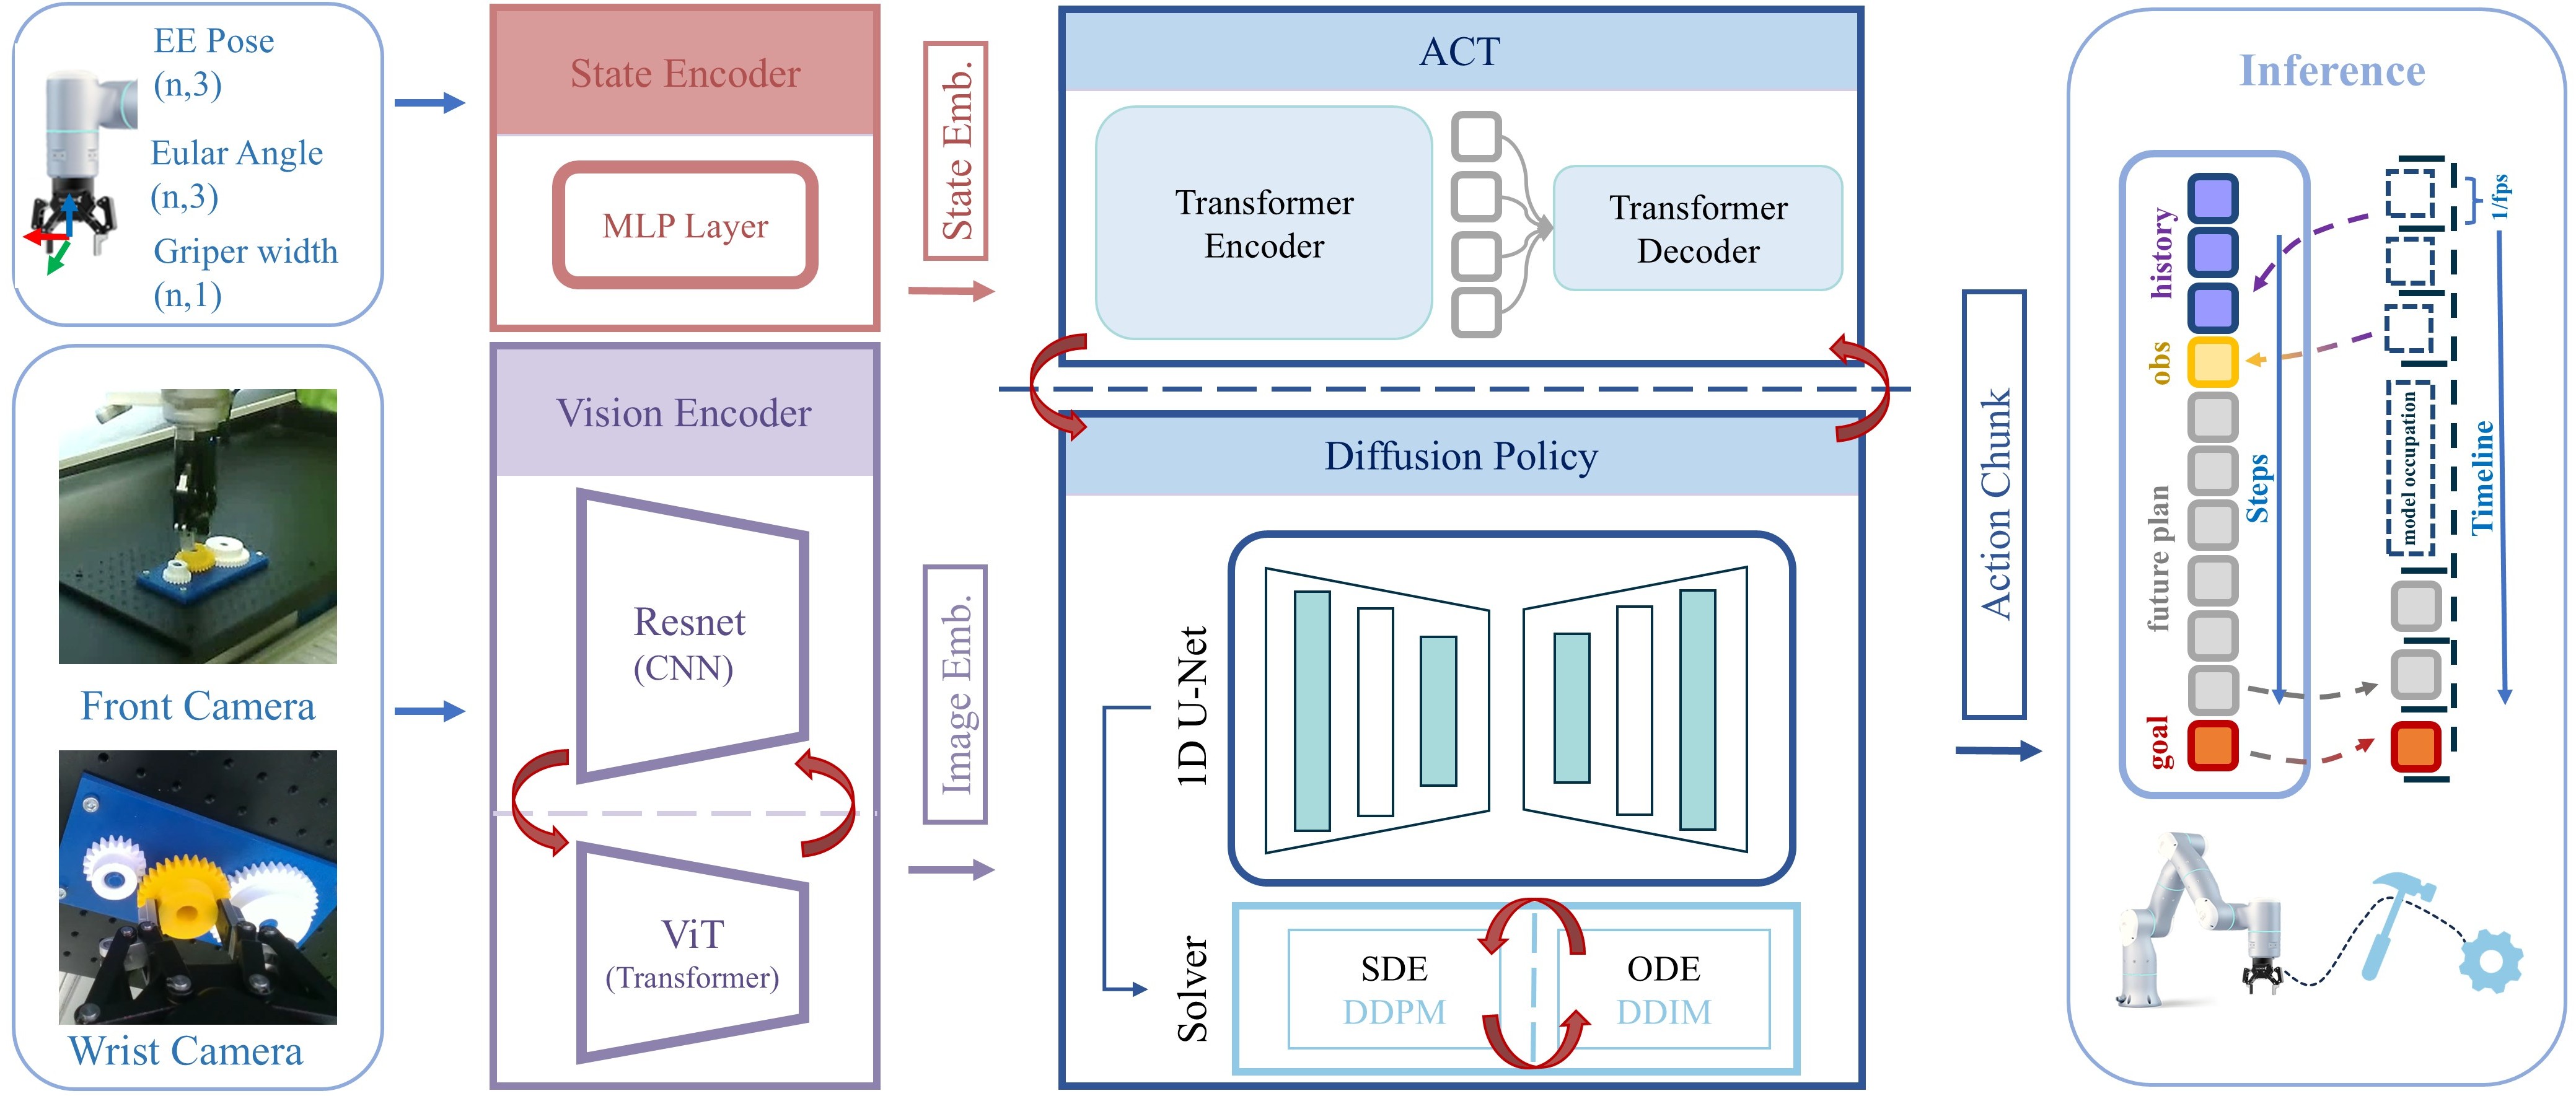 EE Pose
(n,3)
Eular Angle
(n,3)
Griper width
(n,1)
Front Camera
Wrist Camera
State Encoder
MLP Layer
Vision Encoder
Resnet
(CNN)
ViT
(Transformer)
State Emb.
Image Emb.
ACT
Transformer
Encoder
Transformer
Decoder
Diffusion Policy
1D U-Net
Solver
SDE
DDPM
ODE
DDIM
Action Chunk
Inference
history
obs
future plan
goal
Steps
model occupation
1/fps
Timeline